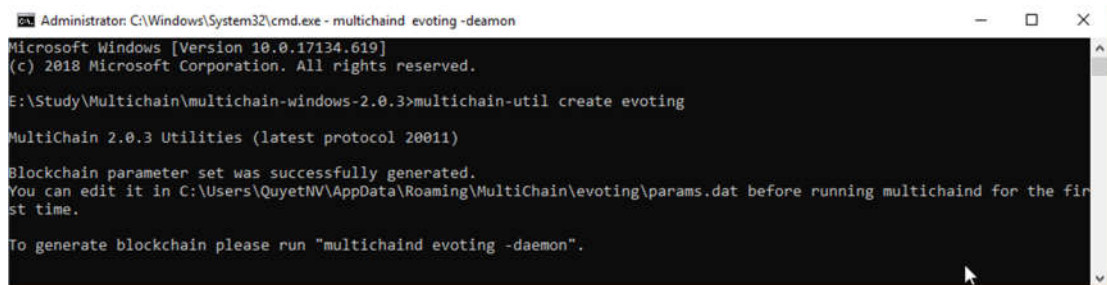 Administrator: C:\Windows\System32\cmd.exe - multichaind evoting -deamon
Microsoft Windows [Version 10.0.17134.619]
(c) 2018 Microsoft Corporation. All rights reserved.
E:\Study\Multichain\multichain-windows-2.0.3>multichain-util create evoting
MultiChain 2.0.3 Utilities (latest protocol 20011)
Blockchain parameter set was successfully generated.
You can edit it in C:\Users\QuyetNV\AppData\Roaming\MultiChain\evoting\params.dat before running multichaind for the fir
st time.
To generate blockchain please run "multichaind evoting -daemon".